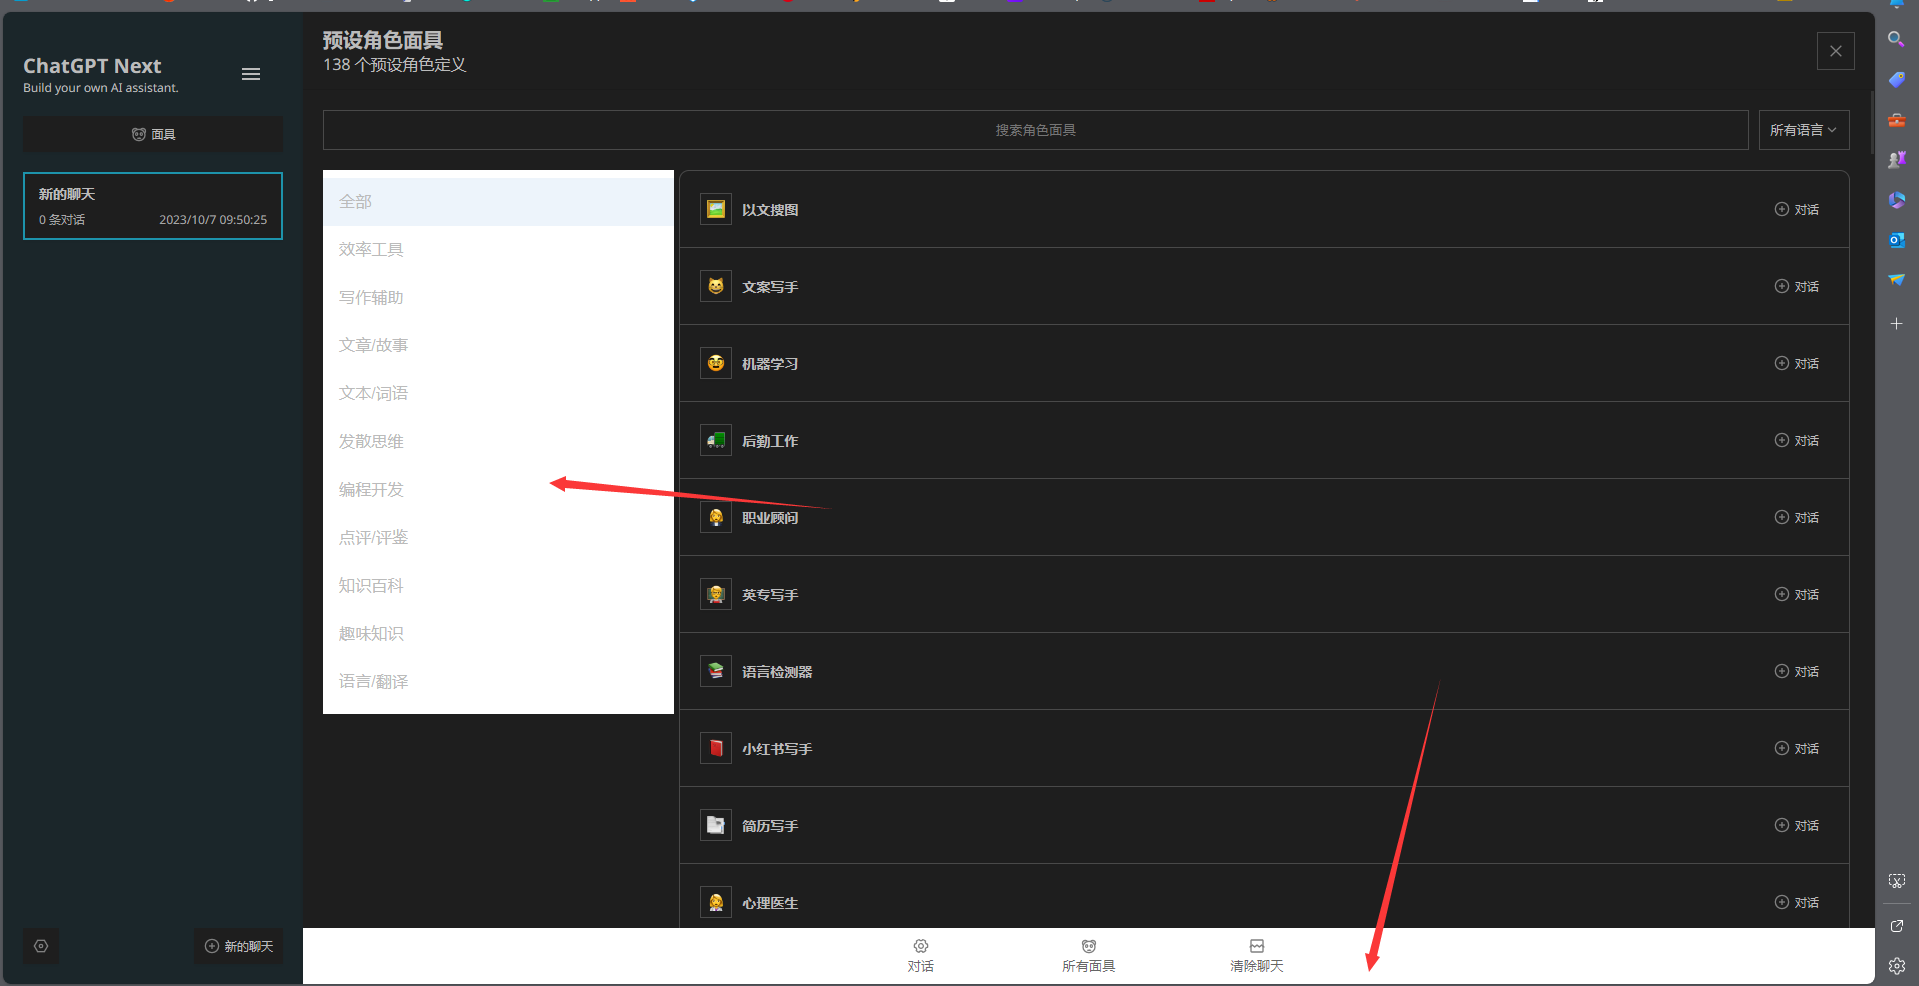 ChatGPT Next
Build your own AI assistant.
面具
新的聊天
0 条对话 2023/10/7 09:50:25
新的聊天
预设角色面具
138 个预设角色定义
搜索角色面具
所有语言
全部
效率工具
写作辅助
文章/故事
文本/词语
发散思维
编程开发
点评/评鉴
知识百科
趣味知识
语言/翻译
以文搜图 对话
文案写手 对话
机器学习 对话
后勤工作 对话
职业顾问 对话
英专写手 对话
语言检测器 对话
小红书写手 对话
简历写手 对话
心理医生 对话
对话 所有面具 清除聊天